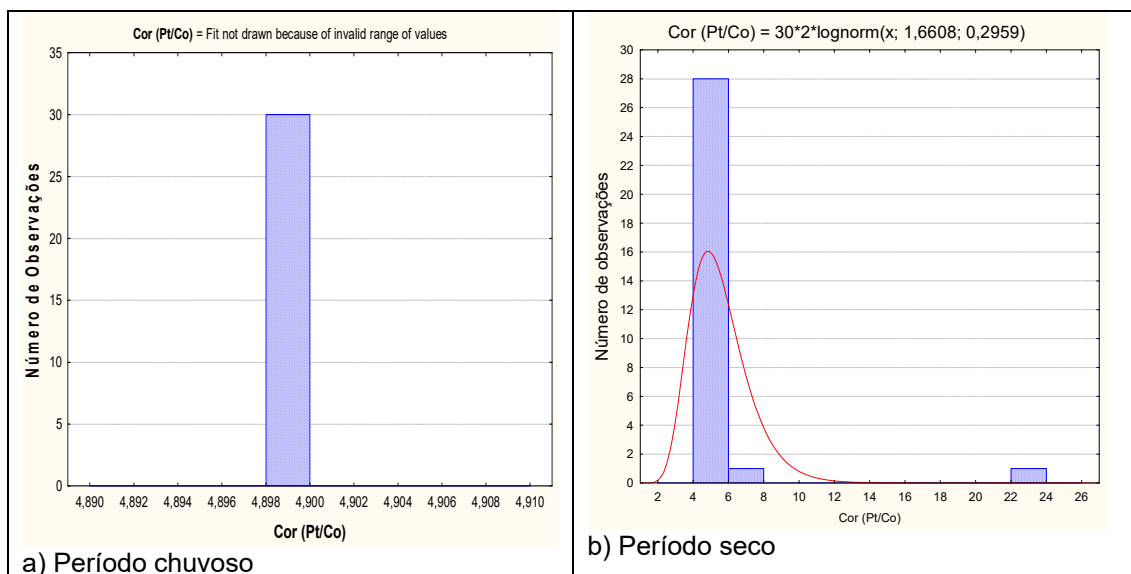 Cor (Pt/Co) = Fit not drawn because of invalid range of values
35
30
25
20
15
10
5
0
Número de Observações
4,890 4,892 4,894 4,896 4,898 4,900 4,902 4,904 4,906 4,908 4,910
Cor (Pt/Co)
a) Período chuvoso
Cor (Pt/Co) = 30*2*lognorm(x; 1,6608; 0,2959)
30
28
26
24
22
20
18
16
14
12
10
8
6
4
2
0
Número de observações
2 4 6 8 10 12 14 16 18 20 22 24 26
Cor (Pt/Co)
b) Período seco